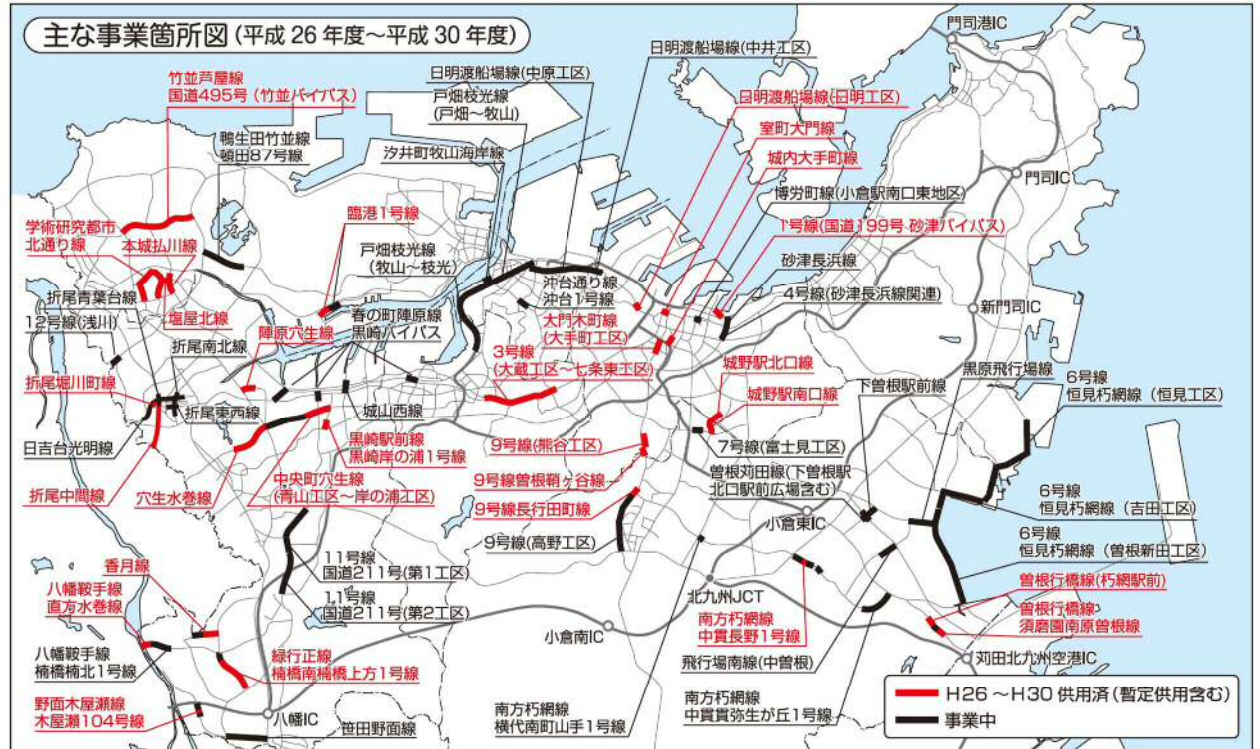 主な事業箇所図(平成26年度～平成30年度)
門司港IC
日明渡船場線(中井工区)
日明渡船場線(中原工区)
竹並芦屋線
国道495号(竹並バイパス)
戸畑枝光線
(戸畑～牧山)
日明渡船場線(日明工区)
室町大門線
鴨生田竹並線
頓田87号線
汐井町牧山海岸線
城内大手町線
門司IC
博労町線(小倉駅南口東地区)
学術研究都市
北通り線
本城払川線
臨港1号線
1号線(国道199号 砂津バイパス)
戸畑枝光線
(牧山～枝光)
砂津長浜線
沖台通り線
沖台1号線
4号線(砂津長浜線関連)
折尾青葉台線
12号線(浅川)
塩屋北線
春の町陣原線
黒崎バイパス
新門司IC
大門木町線
(大手町工区)
折尾南北線
陣原穴生線
3号線
(大蔵工区～七条東工区)
城野駅北口線
黒原飛行場線
下曽根駅前線
6号線
恒見朽網線(恒見工区)
折尾堀川町線
折尾東西線
城山西線
城野駅南口線
日吉台光明線
黒崎駅前線
黒崎岸の浦1号線
9号線(熊谷工区)
7号線(富士見工区)
9号線曽根鞘ヶ谷線
曽根苅田線(下曽根駅
北口駅前広場含む)
折尾中間線
穴生水巻線
中央町穴生線
(青山工区～岸の浦工区)
9号線長行田町線
小倉東IC
6号線
恒見朽網線(吉田工区)
9号線(高野工区)
6号線
恒見朽網線(曽根新田工区)
11号線
国道211号(第1工区)
香月線
八幡鞍手線
直方水巻線
11号線
国道211号(第2工区)
北九州JCT
曽根行橋線(朽網駅前)
小倉南IC
南方朽網線
中貫長野1号線
曽根行橋線
須磨園南原曽根線
八幡鞍手線
楠橋楠北1号線
緑行正線
楠橋南楠橋上方1号線
飛行場南線(中曽根)
苅田北九州空港IC
野面木屋瀬線
木屋瀬104号線
八幡IC
笹田野面線
南方朽網線
横代南町山手1号線
南方朽網線
中貫貫弥生が丘1号線
H26～H30 供用済(暫定供用含む)
事業中